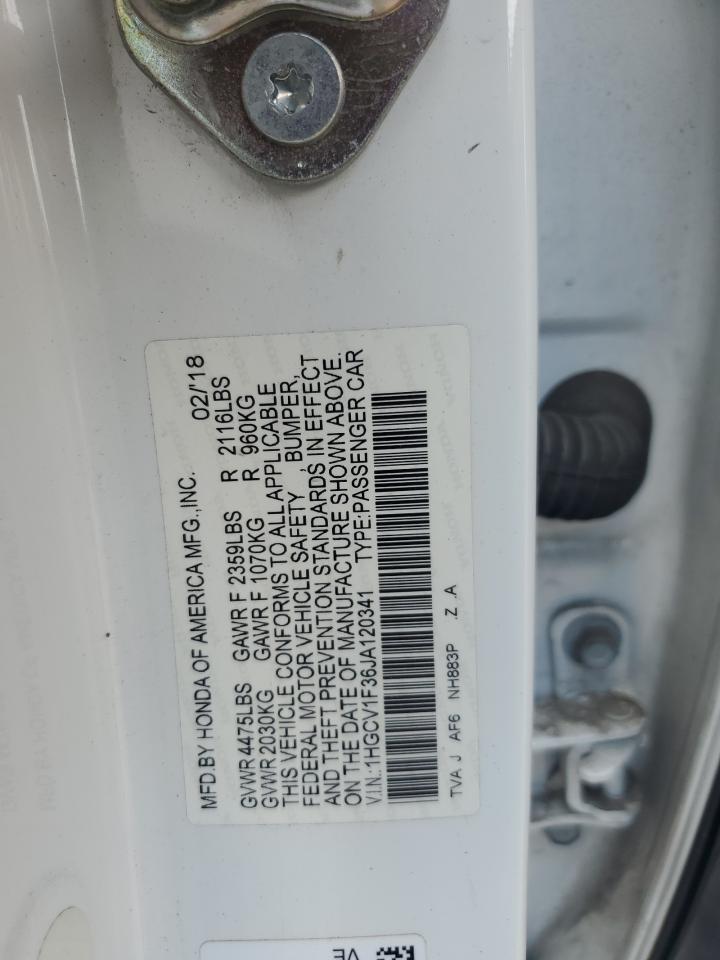 MFD.BY HONDA OF AMERICA MFG.,INC. 02/'18
GVWR 4475LBS GAWR F 2359LBS R 2116LBS
GVWR 2030KG GAWR F 1070KG R 960KG
THIS VEHICLE CONFORMS TO ALL APPLICABLE
FEDERAL MOTOR VEHICLE SAFETY , BUMPER,
AND THEFT PREVENTION STANDARDS IN EFFECT
ON THE DATE OF MANUFACTURE SHOWN ABOVE.
V.I.N.:1HGCV1F36JA120341 TYPE:PASSENGER CAR
TVA J AF6 NH883P .Z .A
VE